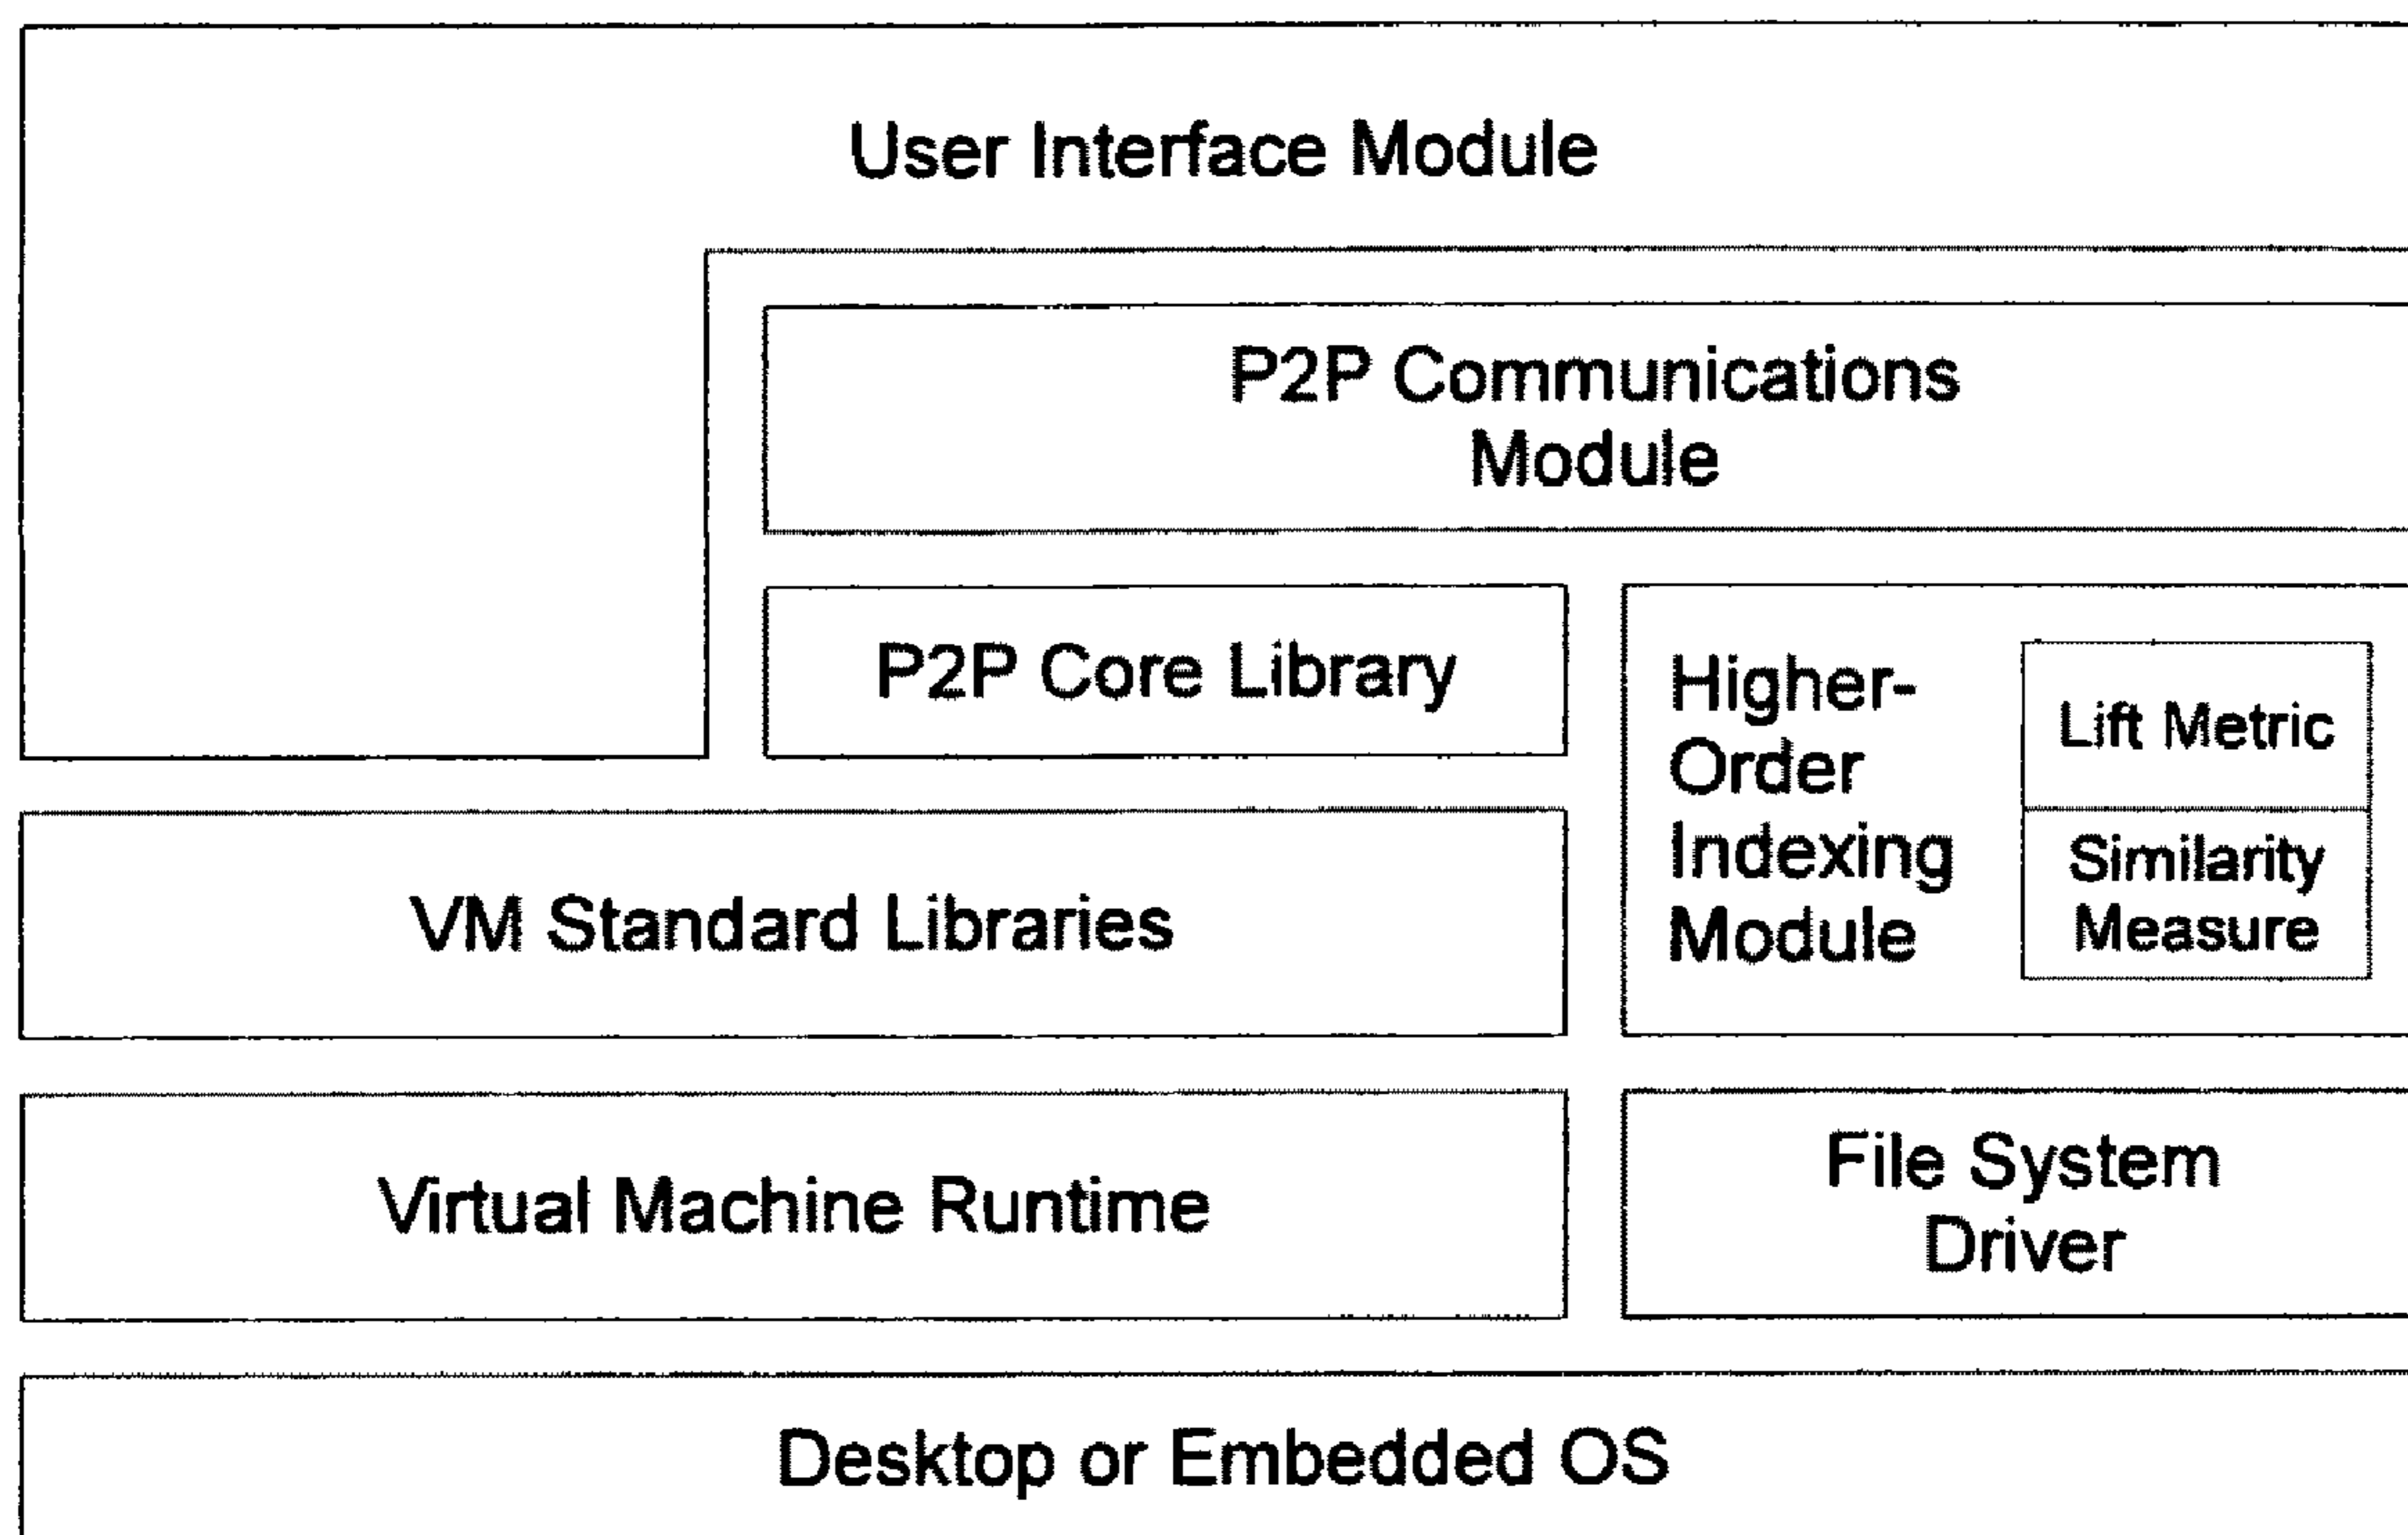 User Interface Module
P2P Communications
Module
P2P Core Library
Higher-
Order
Indexing
Module
Lift Metric
Similarity
Measure
VM Standard Libraries
Virtual Machine Runtime
File System
Driver
Desktop or Embedded OS